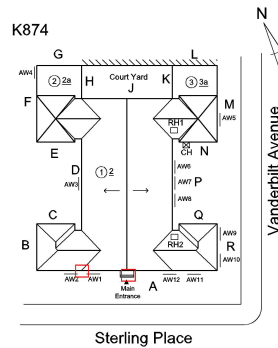 K874
N
G
L
AW4
2 2a
H
Court Yard
K
3 3a
J
F
M
RH1
AW5
E
CH
N
D
AW6
1 2
AW3
AW7
P
AW8
C
Q
B
RH2
AW9
R
AW10
AW2
AW1
A
AW12
AW11
Main
Entrance
Vanderbilt Avenue
Sterling Place